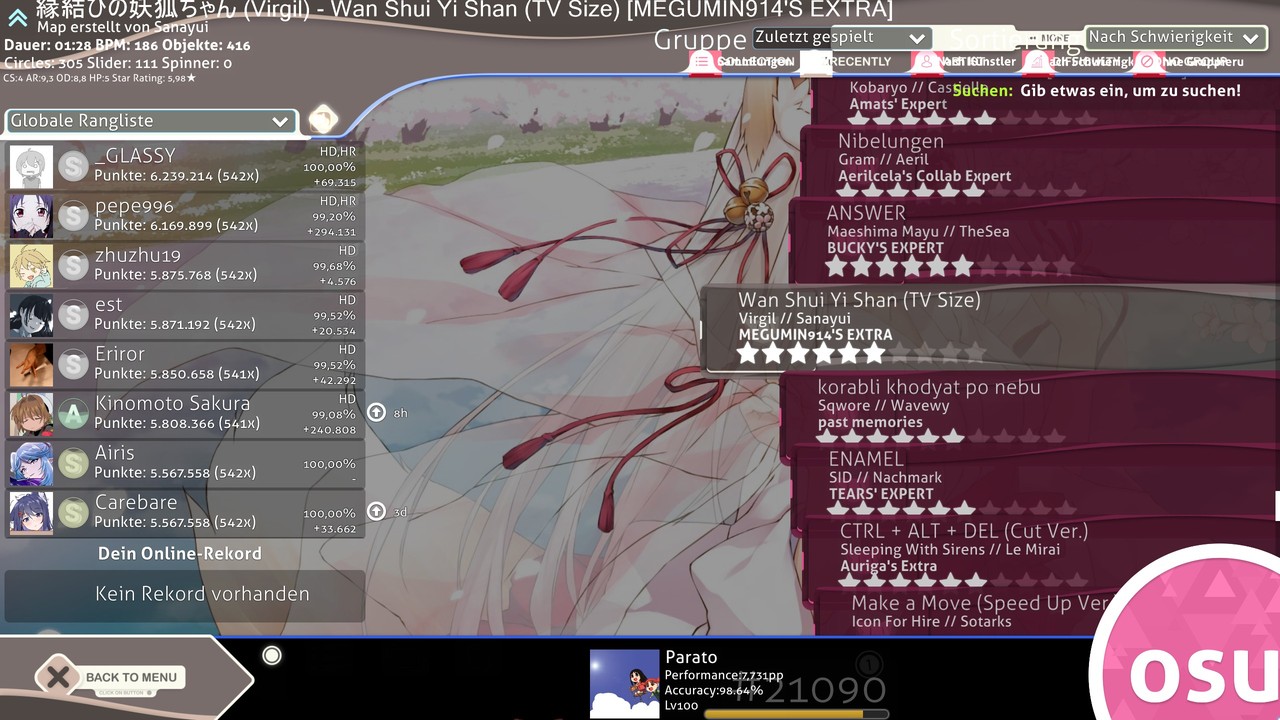 縁結びの妖狐ちゃん (Virgil) - Wan Shui Yi Shan (TV Size) [MEGUMIN914'S EXTRA]
Map erstellt von Sanayui
Dauer: 01:28 BPM: 186 Objekte: 416
Circles: 305 Slider: 111 Spinner: 0
CS:4 AR:9,3 OD:8,8 HP:5 Star Rating: 5,98★
Gruppe
Zuletzt gespielt
Sortierung
Nach Schwierigkeit
MORE
RECENTLY
Suchen: Gib etwas ein, um zu suchen!
Globale Rangliste
_GLASSY
Punkte: 6.239.214 (542x)
HD,HR
100,00%
+69.315
pepe996
Punkte: 6.169.899 (542x)
HD,HR
99,20%
+294.131
zhuzhu19
Punkte: 5.875.768 (542x)
HD
99,68%
+4.576
est
Punkte: 5.871.192 (542x)
HD
99,52%
+20.534
Eriror
Punkte: 5.850.658 (541x)
HD
99,52%
+42.292
Kinomoto Sakura
Punkte: 5.808.366 (541x)
HD
99,08%
+240.808
8h
Airis
Punkte: 5.567.558 (542x)
100,00%
-
Carebare
Punkte: 5.567.558 (542x)
100,00%
+33.662
3d
S
S
S
S
S
A
S
S
Dein Online-Rekord
Kein Rekord vorhanden
Kobaryo //
Amats' Expert
Nibelungen
Gram // Aeril
Aerilcela's Collab Expert
ANSWER
Maeshima Mayu // TheSea
BUCKY'S EXPERT
Wan Shui Yi Shan (TV Size)
Virgil // Sanayui
MEGUMIN914'S EXTRA
korabli khodyat po nebu
Sqwore // Wavewy
past memories
ENAMEL
SID // Nachmark
TEARS' EXPERT
CTRL + ALT + DEL (Cut Ver.)
Sleeping With Sirens // Le Mirai
Auriga's Extra
Make a Move (Speed Up Ver
Icon For Hire // Sotarks
BACK TO MENU
CLICK ON BUTTON
Parato
Performance:7.731pp
Accuracy:98.64%
Lv100
#21090
1
OSU